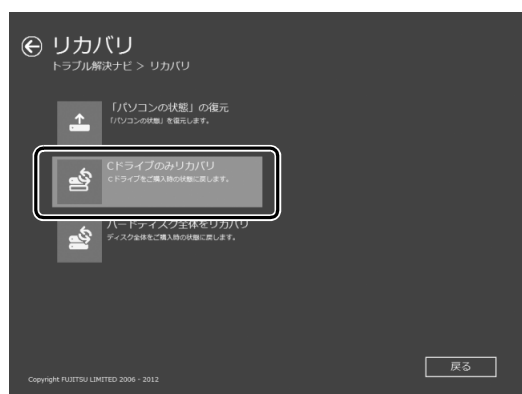 リカバリ
トラブル解決ナビ > リカバリ
「パソコンの状態」の復元
「パソコンの状態」を復元します。
Cドライブのみリカバリ
Cドライブをご購入時の状態に戻します。
ハードディスク全体をリカバリ
ディスク全体をご購入時の状態に戻します。
戻る
Copyright FUJITSU LIMITED 2006 - 2012